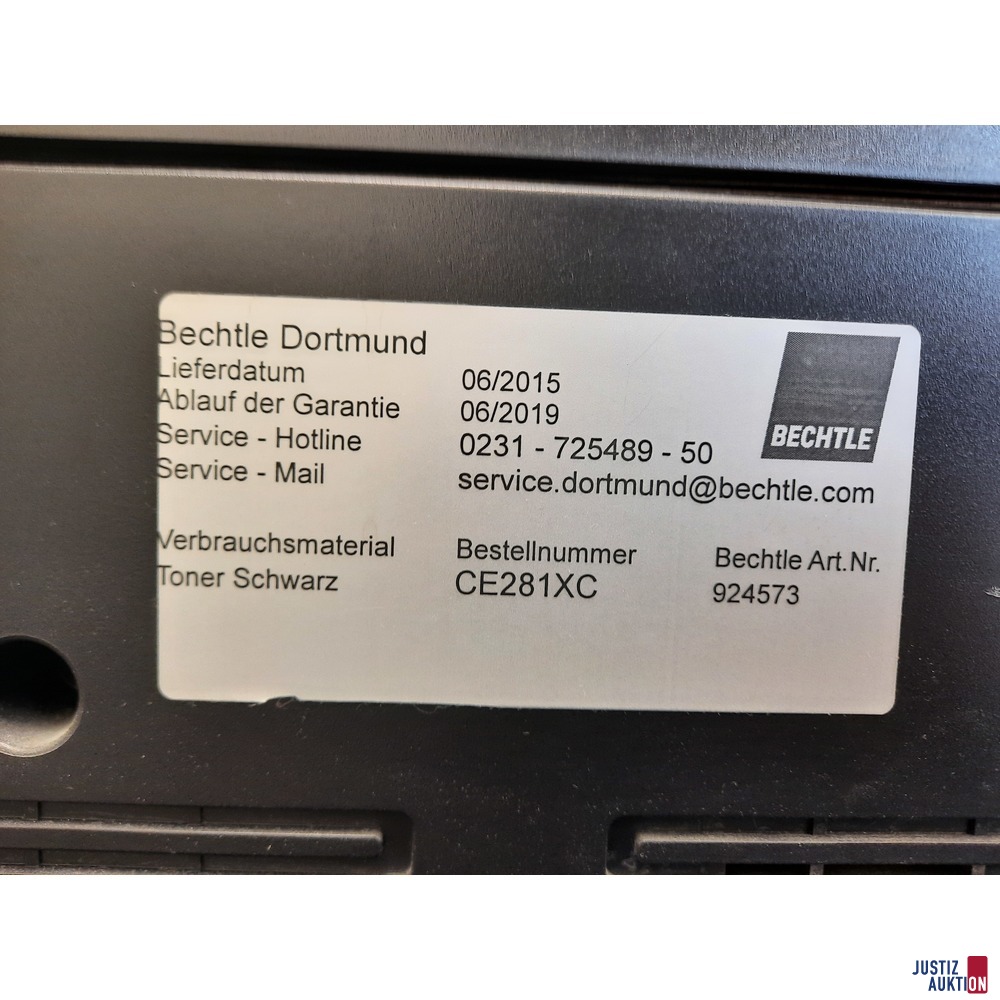 Bechtle Dortmund
Lieferdatum 06/2015
Ablauf der Garantie 06/2019
Service - Hotline 0231 - 725489 - 50
Service - Mail service.dortmund@bechtle.com
BECHTLE
Verbrauchsmaterial Bestellnummer Bechtle Art.Nr.
Toner Schwarz CE281XC 924573
JUSTIZ
AUKTION